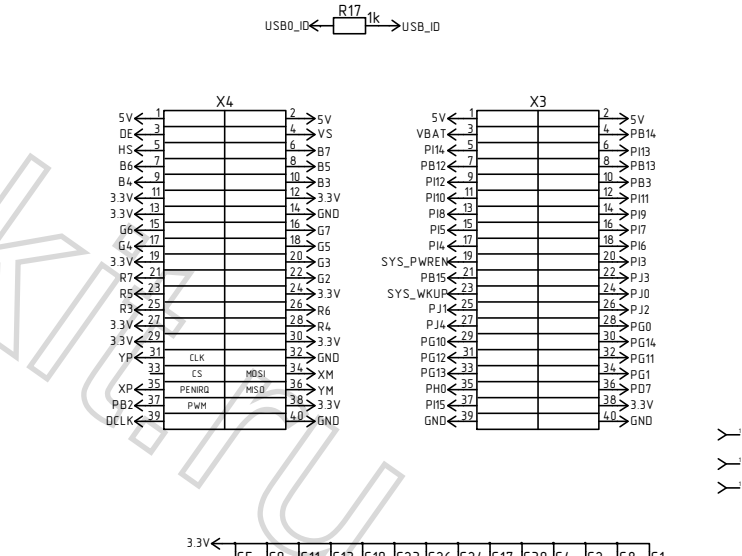 R17
USB0_ID 1k USB_ID
X4
5V 1 2 5V
DE 3 4 VS
HS 5 6 B7
B6 7 8 B5
B4 9 10 B3
3.3V 11 12 3.3V
3.3V 13 14 GND
G6 15 16 G7
G4 17 18 G5
3.3V 19 20 G3
R7 21 22 G2
R5 23 24 3.3V
R3 25 26 R6
3.3V 27 28 R4
3.3V 29 30 3.3V
YP 31 CLK 32 GND
33 CS MOSI 34 XM
XP 35 PENIRQ MISO 36 YM
PB2 37 PWM 38 3.3V
DCLK 39 40 GND
X3
5V 1 2 5V
VBAT 3 4 PB14
PI14 5 6 PI13
PB12 7 8 PB13
PI12 9 10 PB3
PI10 11 12 PI11
PI8 13 14 PI9
PI5 15 16 PI7
PI4 17 18 PI6
SYS_PWREN 19 20 PI3
PB15 21 22 PJ3
SYS_WKUP 23 24 PJ0
PJ1 25 26 PJ2
PJ4 27 28 PG0
PG10 29 30 PG14
PG12 31 32 PG11
PG13 33 34 PG1
PH0 35 36 PD7
PI15 37 38 3.3V
GND 39 40 GND
3.3V
kit.ru